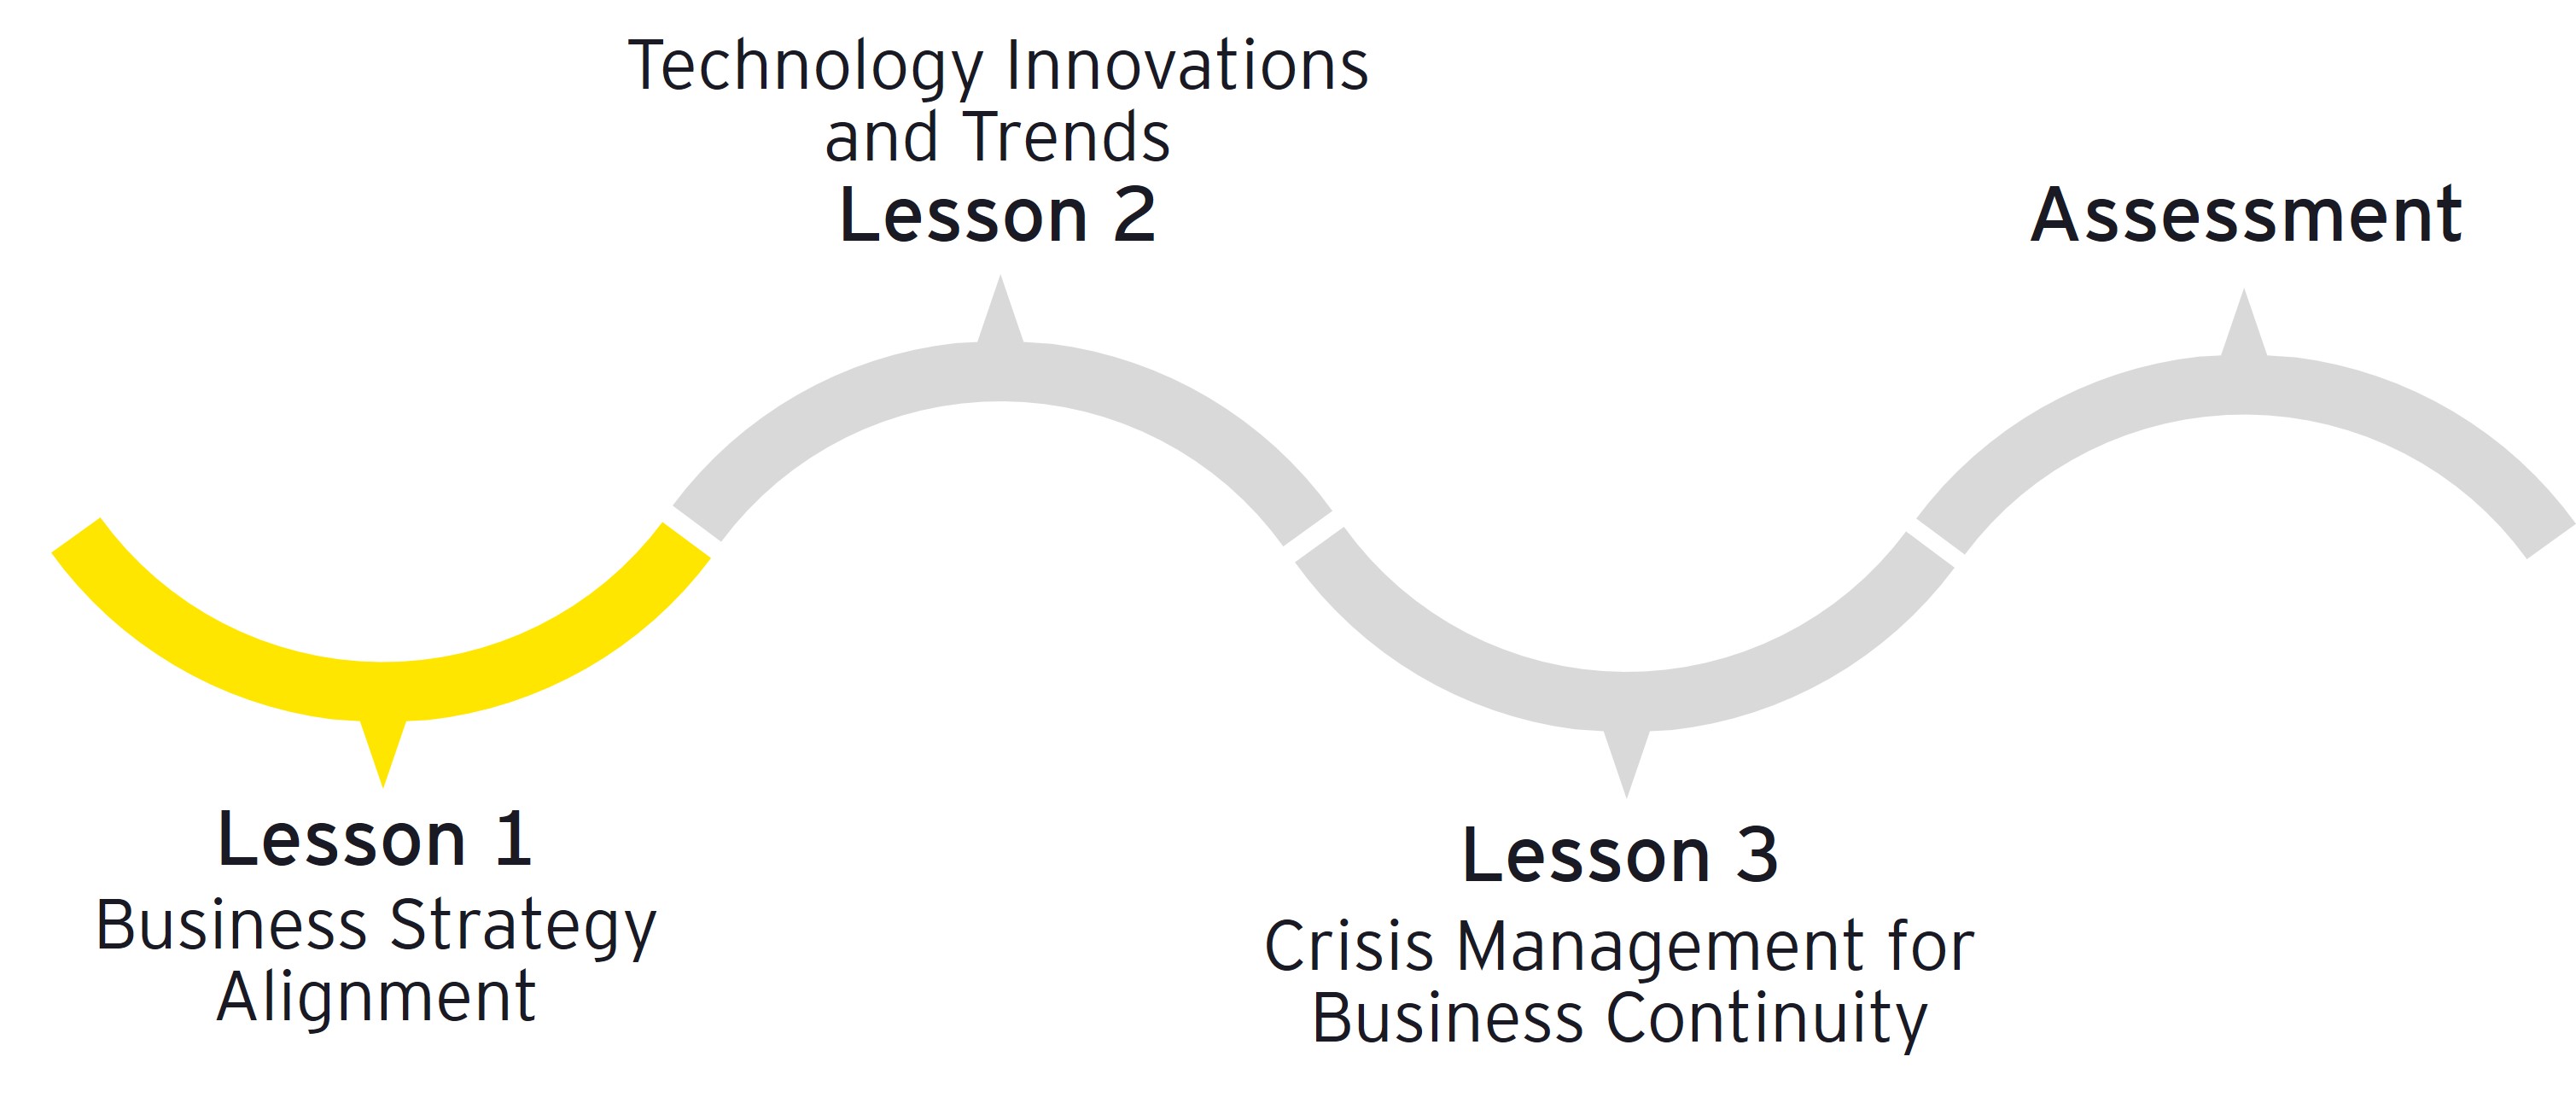 Technology Innovations
and Trends
Lesson 2
Assessment
Lesson 1
Business Strategy
Alignment
Lesson 3
Crisis Management for
Business Continuity